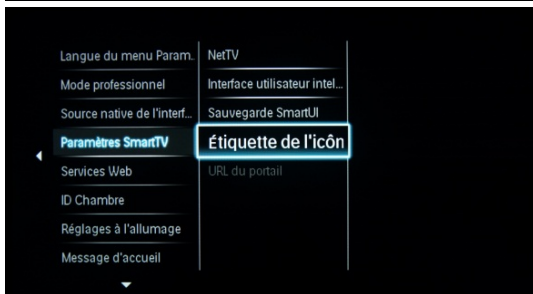 Langue du menu Param.
Mode professionnel
Source native de l'interf...
Paramètres SmartTV
Services Web
ID Chambre
Réglages à l'allumage
Message d'accueil
NetTV
Interface utilisateur intel...
Sauvegarde SmartUI
Étiquette de l'icôn
URL du portail